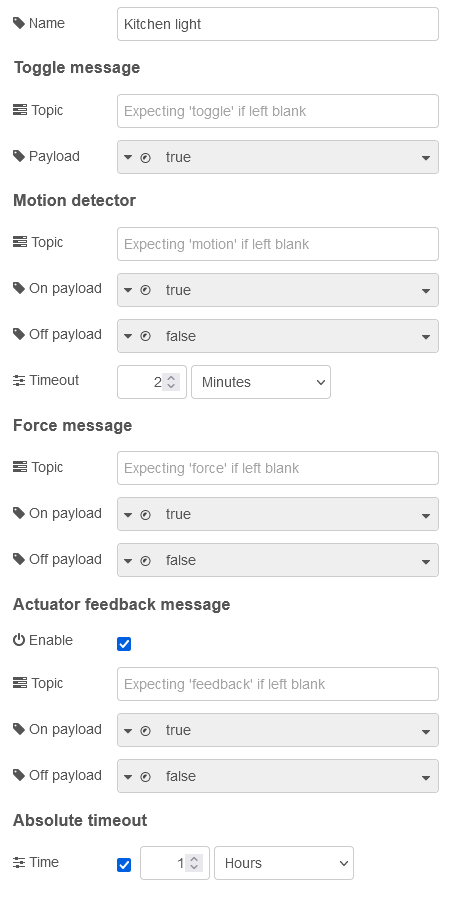 Name Kitchen light
Toggle message
Topic Expecting 'toggle' if left blank
Payload true
Motion detector
Topic Expecting 'motion' if left blank
On payload true
Off payload false
Timeout 2 Minutes
Force message
Topic Expecting 'force' if left blank
On payload true
Off payload false
Actuator feedback message
Enable
Topic Expecting 'feedback' if left blank
On payload true
Off payload false
Absolute timeout
Time 1 Hours